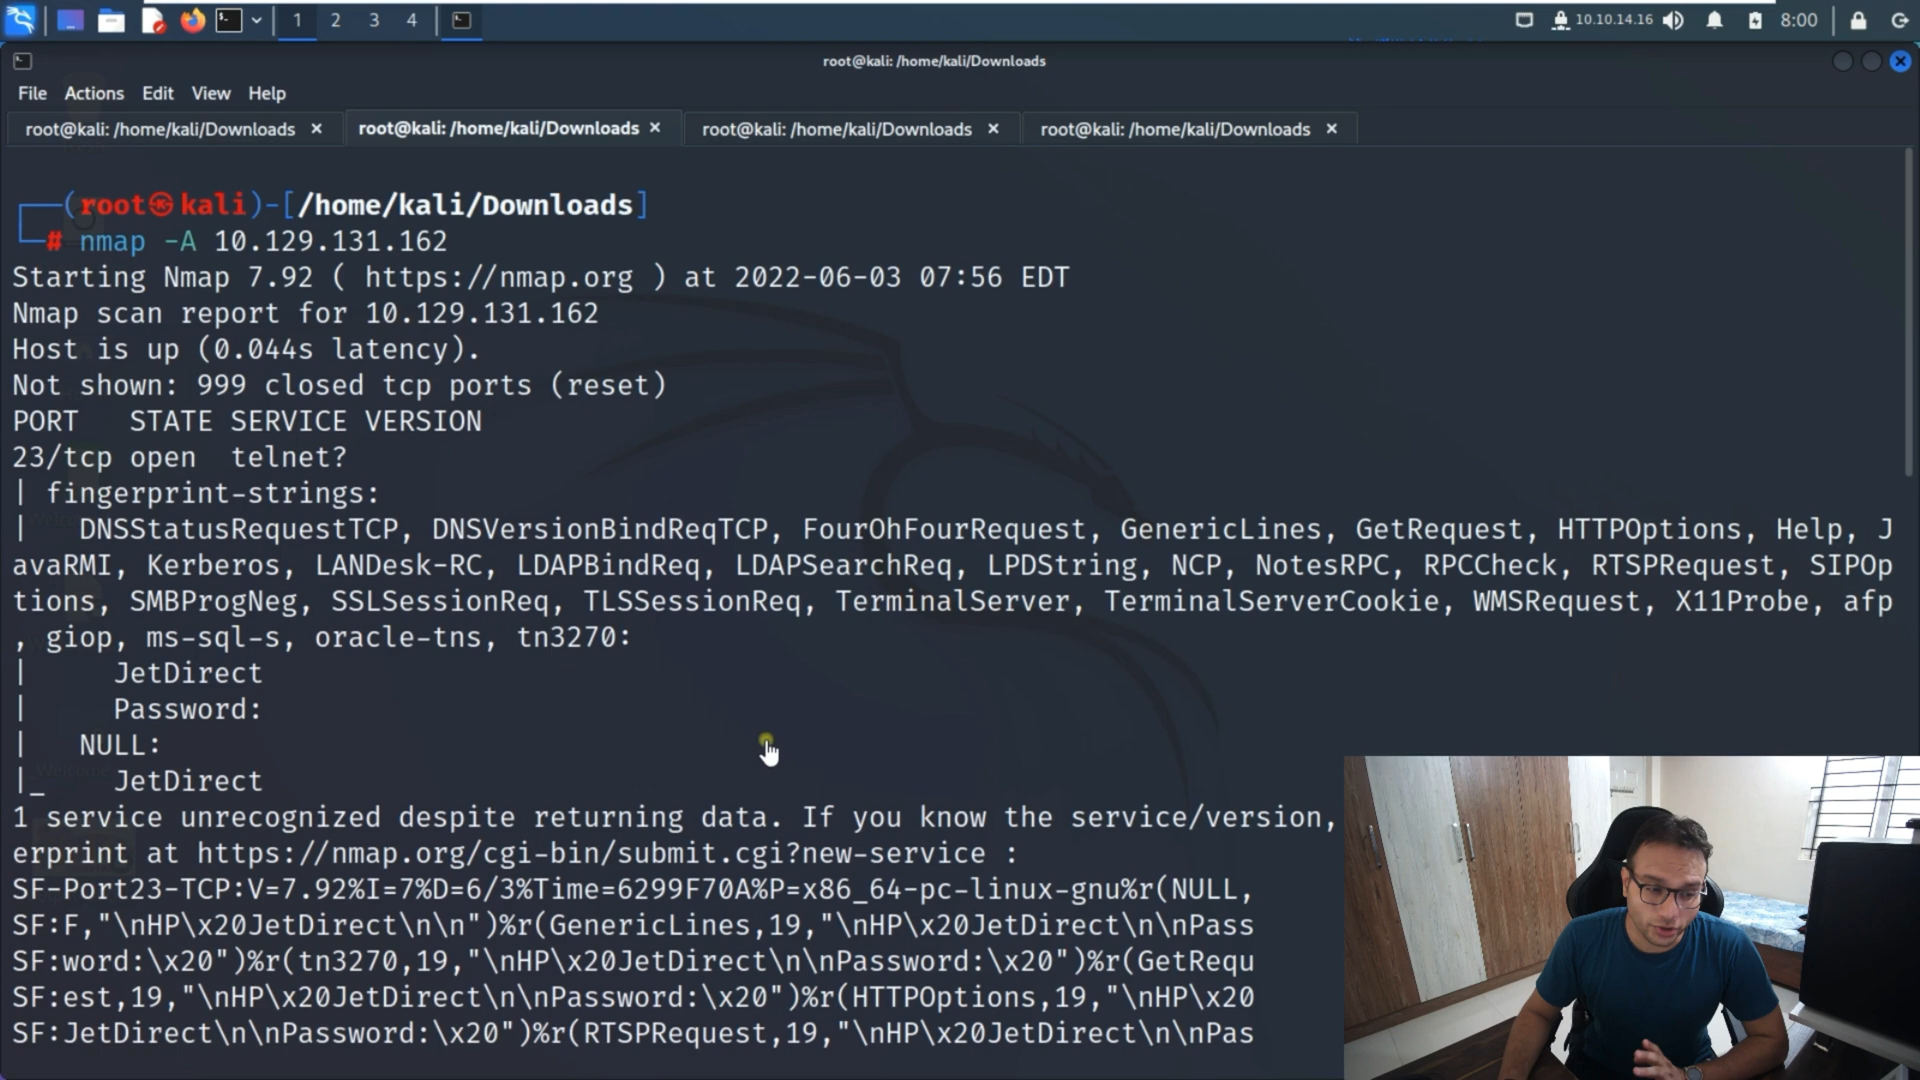 1 2 3 4
10.10.14.16
8:00
root@kali: /home/kali/Downloads
File Actions Edit View Help
root@kali: /home/kali/Downloads × root@kali: /home/kali/Downloads × root@kali: /home/kali/Downloads × root@kali: /home/kali/Downloads ×
(root㉿kali)-[/home/kali/Downloads]
# nmap -A 10.129.131.162
Starting Nmap 7.92 ( https://nmap.org ) at 2022-06-03 07:56 EDT
Nmap scan report for 10.129.131.162
Host is up (0.044s latency).
Not shown: 999 closed tcp ports (reset)
PORT   STATE SERVICE VERSION
23/tcp open  telnet?
| fingerprint-strings:
|   DNSStatusRequestTCP, DNSVersionBindReqTCP, FourOhFourRequest, GenericLines, GetRequest, HTTPOptions, Help, J
avaRMI, Kerberos, LANDesk-RC, LDAPBindReq, LDAPSearchReq, LPDString, NCP, NotesRPC, RPCCheck, RTSPRequest, SIPOp
tions, SMBProgNeg, SSLSessionReq, TLSSessionReq, TerminalServer, TerminalServerCookie, WMSRequest, X11Probe, afp
, giop, ms-sql-s, oracle-tns, tn3270:
|     JetDirect
|     Password:
|   NULL:
|_    JetDirect
1 service unrecognized despite returning data. If you know the service/version,
erprint at https://nmap.org/cgi-bin/submit.cgi?new-service :
SF-Port23-TCP:V=7.92%I=7%D=6/3%Time=6299F70A%P=x86_64-pc-linux-gnu%r(NULL,
SF:F,"\nHP\x20JetDirect\n\n")%r(GenericLines,19,"\nHP\x20JetDirect\n\nPass
SF:word:\x20")%r(tn3270,19,"\nHP\x20JetDirect\n\nPassword:\x20")%r(GetRequ
SF:est,19,"\nHP\x20JetDirect\n\nPassword:\x20")%r(HTTPOptions,19,"\nHP\x20
SF:JetDirect\n\nPassword:\x20")%r(RTSPRequest,19,"\nHP\x20JetDirect\n\nPas